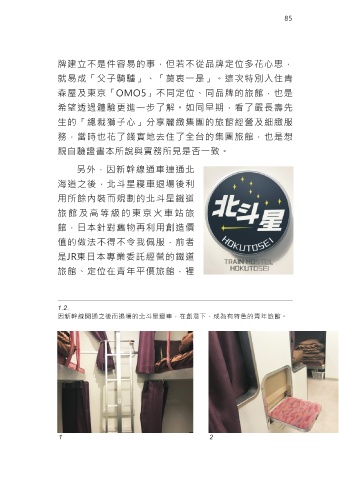 85
牌建立不是件容易的事，但若不從品牌定位多花心思，
就易成「父子騎驢」、「莫衷一是」。這次特別入住青
森屋及東京「OMO5」不同定位、同品牌的旅館，也是
希望透過體驗更進一步了解。如同早期，看了嚴長壽先
生的「總裁獅子心」分享麗緻集團的旅館經營及細緻服
務，當時也花了錢實地去住了全台的集團旅館，也是想
親自驗證書本所說與實務所見是否一致。
另外，因新幹線通車連通北
海道之後，北斗星寢車退場後利
用所餘內裝而規劃的北斗星鐵道
旅館及高等級的東京火車站旅
館，日本針對舊物再利用創造價
值的做法不得不令我佩服，前者
是JR東日本專業委託經營的鐵道
旅館、定位在青年平價旅館，裡
北斗星
HOKUTOSEI
TRAIN HOSTEL
HOKUTOSEI
1.2.
因新幹線開通之後而退場的北斗星寢車，在創意下，成為有特色的青年旅館。
1
2